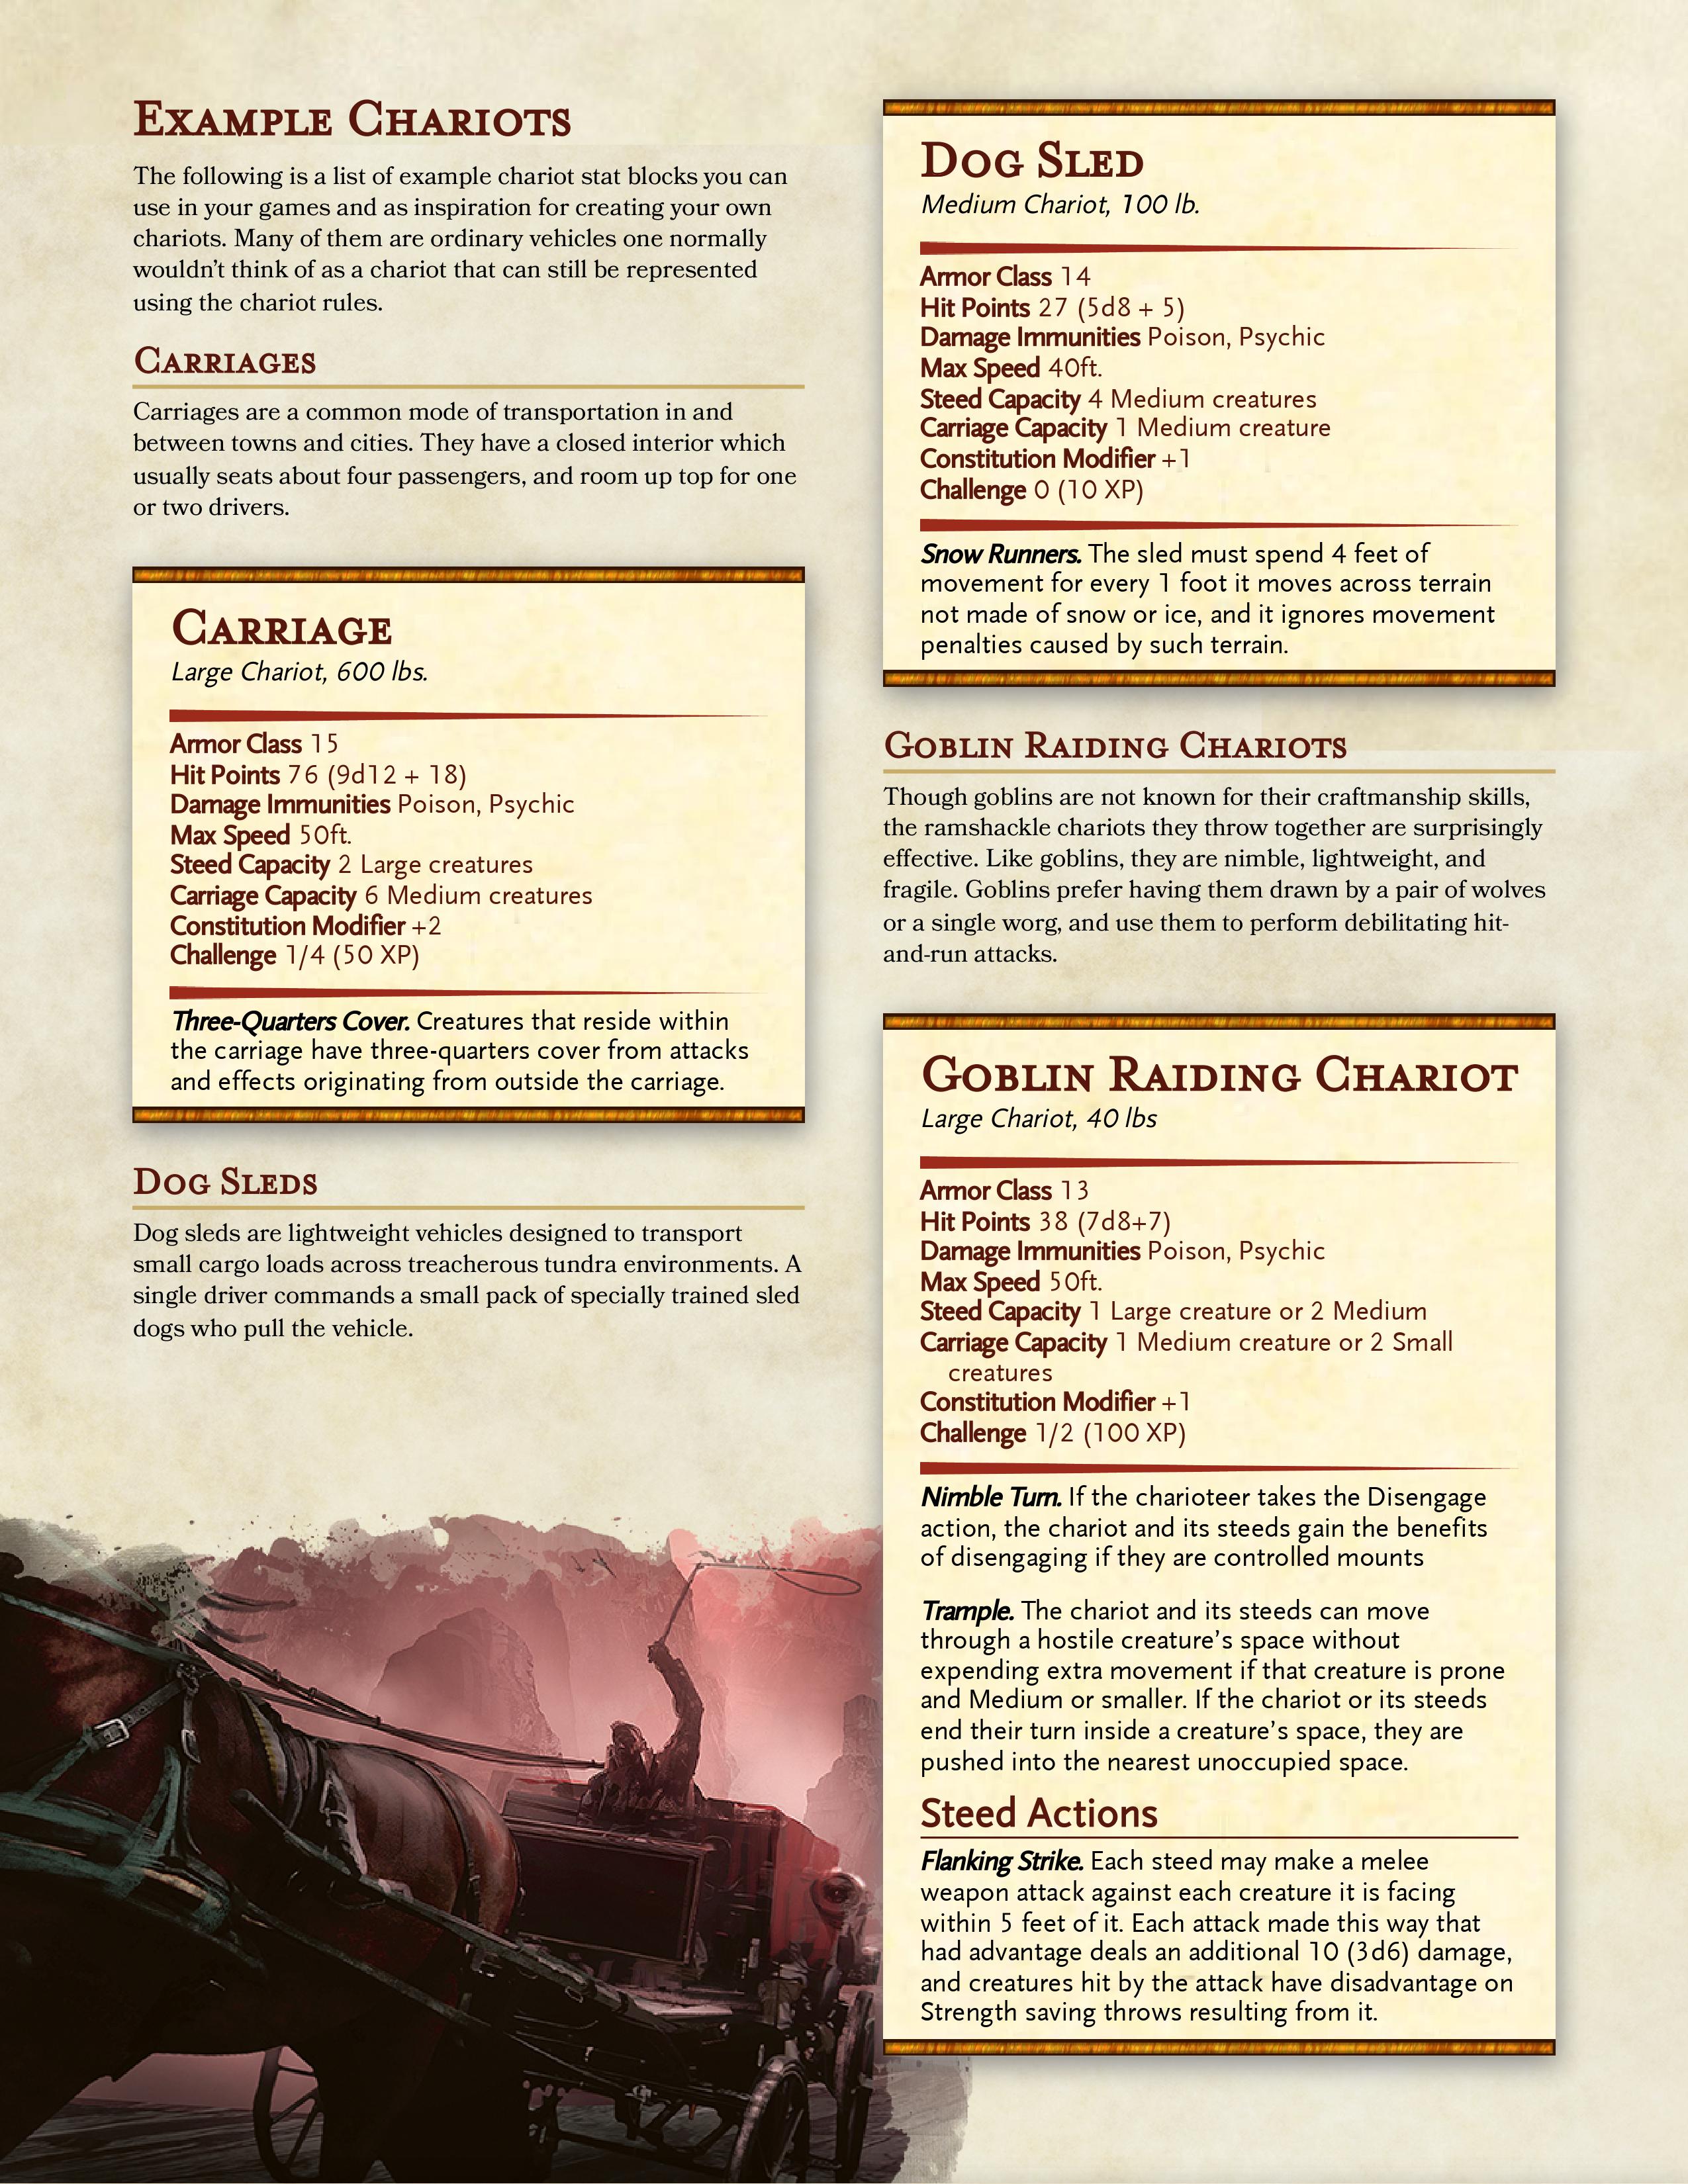 Example Chariots
The following is a list of example chariot stat blocks you can
use in your games and as inspiration for creating your own
chariots. Many of them are ordinary vehicles one normally
wouldn't think of as a chariot that can still be represented
using the chariot rules.
Carriages
Carriages are a common mode of transportation in and
between towns and cities. They have a closed interior which
usually seats about four passengers, and room up top for one
or two drivers.
Carriage
Large Chariot, 600 lbs.
Armor Class 15
Hit Points 76 (9d12 + 18)
Damage Immunities Poison, Psychic
Max Speed 50ft.
Steed Capacity 2 Large creatures
Carriage Capacity 6 Medium creatures
Constitution Modifier +2
Challenge 1/4 (50 XP)
Three-Quarters Cover. Creatures that reside within
the carriage have three-quarters cover from attacks
and effects originating from outside the carriage.
Dog Sleds
Dog sleds are lightweight vehicles designed to transport
small cargo loads across treacherous tundra environments. A
single driver commands a small pack of specially trained sled
dogs who pull the vehicle.
Dog Sled
Medium Chariot, 100 lb.
Armor Class 14
Hit Points 27 (5d8 + 5)
Damage Immunities Poison, Psychic
Max Speed 40ft.
Steed Capacity 4 Medium creatures
Carriage Capacity 1 Medium creature
Constitution Modifier +1
Challenge 0 (10 XP)
Snow Runners. The sled must spend 4 feet of
movement for every 1 foot it moves across terrain
not made of snow or ice, and it ignores movement
penalties caused by such terrain.
Goblin Raiding Chariots
Though goblins are not known for their craftmanship skills,
the ramshackle chariots they throw together are surprisingly
effective. Like goblins, they are nimble, lightweight, and
fragile. Goblins prefer having them drawn by a pair of wolves
or a single worg, and use them to perform debilitating hit-
and-run attacks.
Goblin Raiding Chariot
Large Chariot, 40 lbs
Armor Class 13
Hit Points 38 (7d8+7)
Damage Immunities Poison, Psychic
Max Speed 50ft.
Steed Capacity 1 Large creature or 2 Medium
Carriage Capacity 1 Medium creature or 2 Small
creatures
Constitution Modifier +1
Challenge 1/2 (100 XP)
Nimble Turn. If the charioteer takes the Disengage
action, the chariot and its steeds gain the benefits
of disengaging if they are controlled mounts
Trample. The chariot and its steeds can move
through a hostile creature's space without
expending extra movement if that creature is prone
and Medium or smaller. If the chariot or its steeds
end their turn inside a creature's space, they are
pushed into the nearest unoccupied space.
Steed Actions
Flanking Strike. Each steed may make a melee
weapon attack against each creature it is facing
within 5 feet of it. Each attack made this way that
had advantage deals an additional 10 (3d6) damage,
and creatures hit by the attack have disadvantage on
Strength saving throws resulting from it.